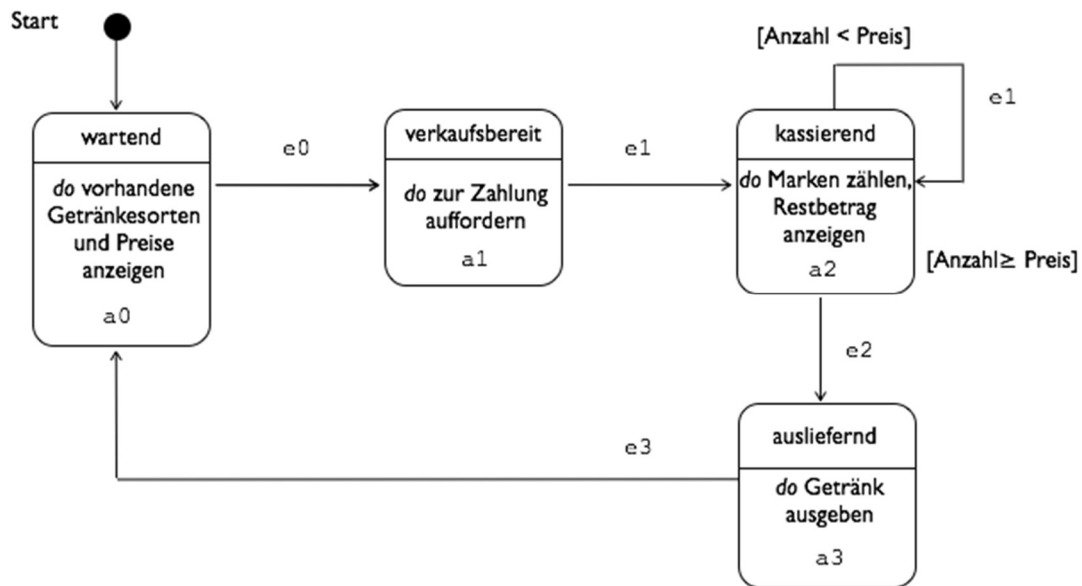 Start
[Anzahl < Preis]
e1
wartend
do vorhandene
Getränkesorten
und Preise
anzeigen
a0
e0
verkaufsbereit
do zur Zahlung
auffordern
a1
e1
kassierend
do Marken zählen,
Restbetrag
anzeigen
a2
[Anzahl≥ Preis]
e2
ausliefernd
do Getränk
ausgeben
a3
e3